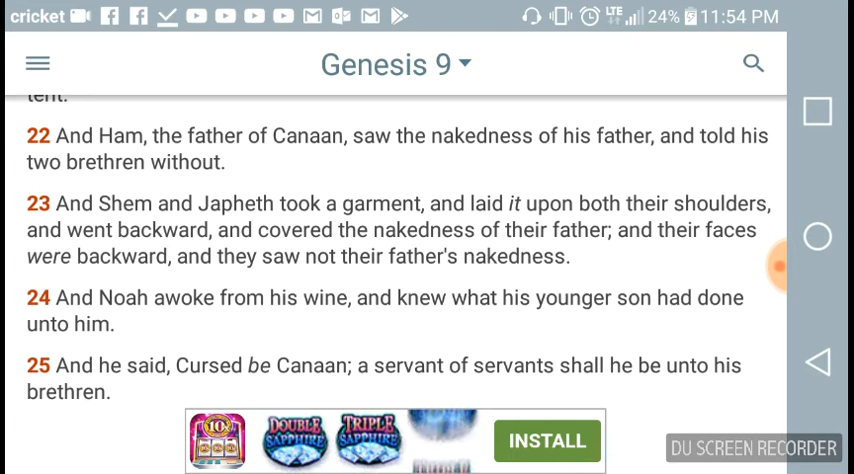 cricket LTE 24% 11:54 PM
Genesis 9
tent.
22 And Ham, the father of Canaan, saw the nakedness of his father, and told his
two brethren without.
23 And Shem and Japheth took a garment, and laid it upon both their shoulders,
and went backward, and covered the nakedness of their father; and their faces
were backward, and they saw not their father's nakedness.
24 And Noah awoke from his wine, and knew what his younger son had done
unto him.
25 And he said, Cursed be Canaan; a servant of servants shall he be unto his
brethren.
10x
DOUBLE
SAPPHIRE
TRIPLE
SAPPHIRE
INSTALL
DU SCREEN RECORDER